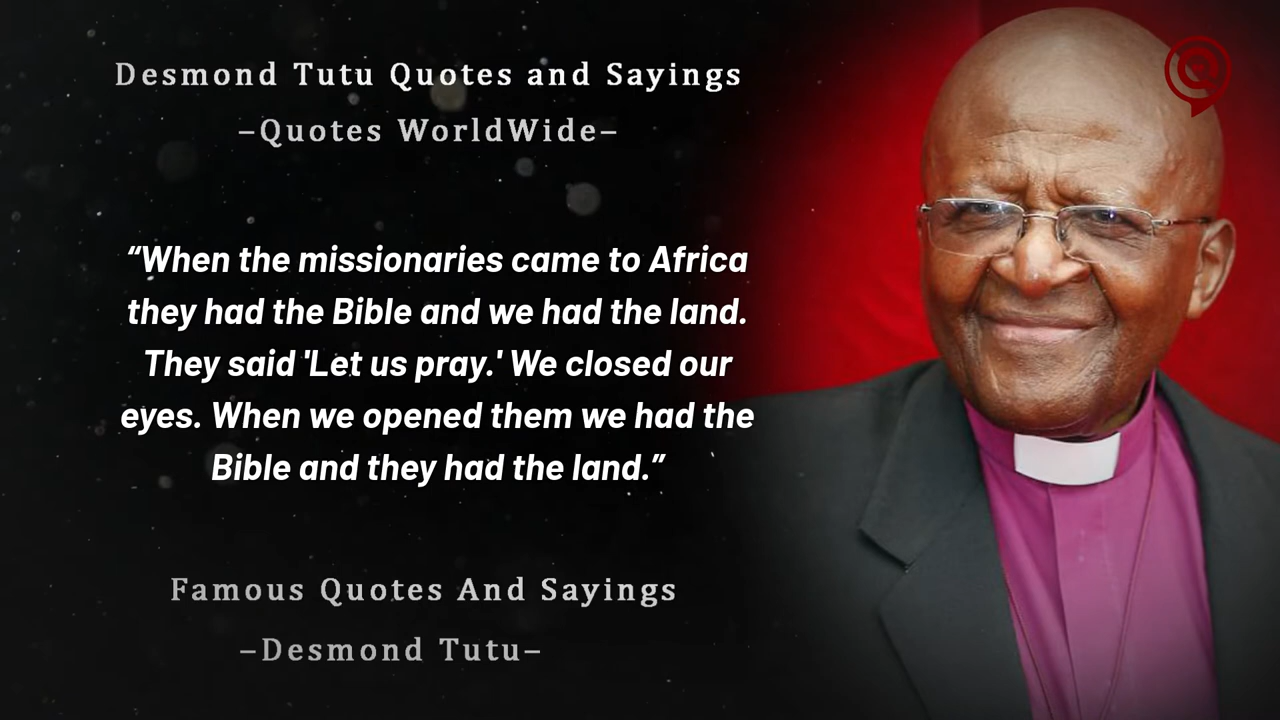 Desmond Tutu Quotes and Sayings
–Quotes WorldWide–
“When the missionaries came to Africa
they had the Bible and we had the land.
They said 'Let us pray.' We closed our
eyes. When we opened them we had the
Bible and they had the land.”
Famous Quotes And Sayings
–Desmond Tutu–